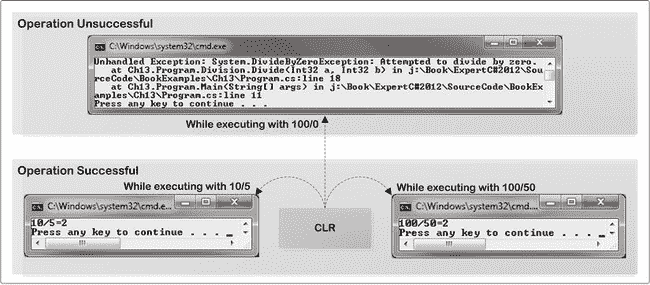 Operation Unsuccessful
C:\Windows\system32\cmd.exe
Unhandled Exception: System.DivideByZeroException: Attempted to divide by zero.
at Ch13.Program.Division.Divide(Int32 a, Int32 b) in j:\Book\ExpertC#2012\Sou
rceCode\BookExamples\Ch13\Program.cs:line 18
at Ch13.Program.Main(String[] args) in j:\Book\ExpertC#2012\SourceCode\BookEx
amples\Ch13\Program.cs:line 11
Press any key to continue . . .
While executing with 100/0
Operation Successful
While executing with 10/5
While executing with 100/50
C:\Windows\system32\cmd.e...
10/5=2
Press any key to continue . . . _
CLR
C:\Windows\system32\cmd....
100/50=2
Press any key to continue . . . _